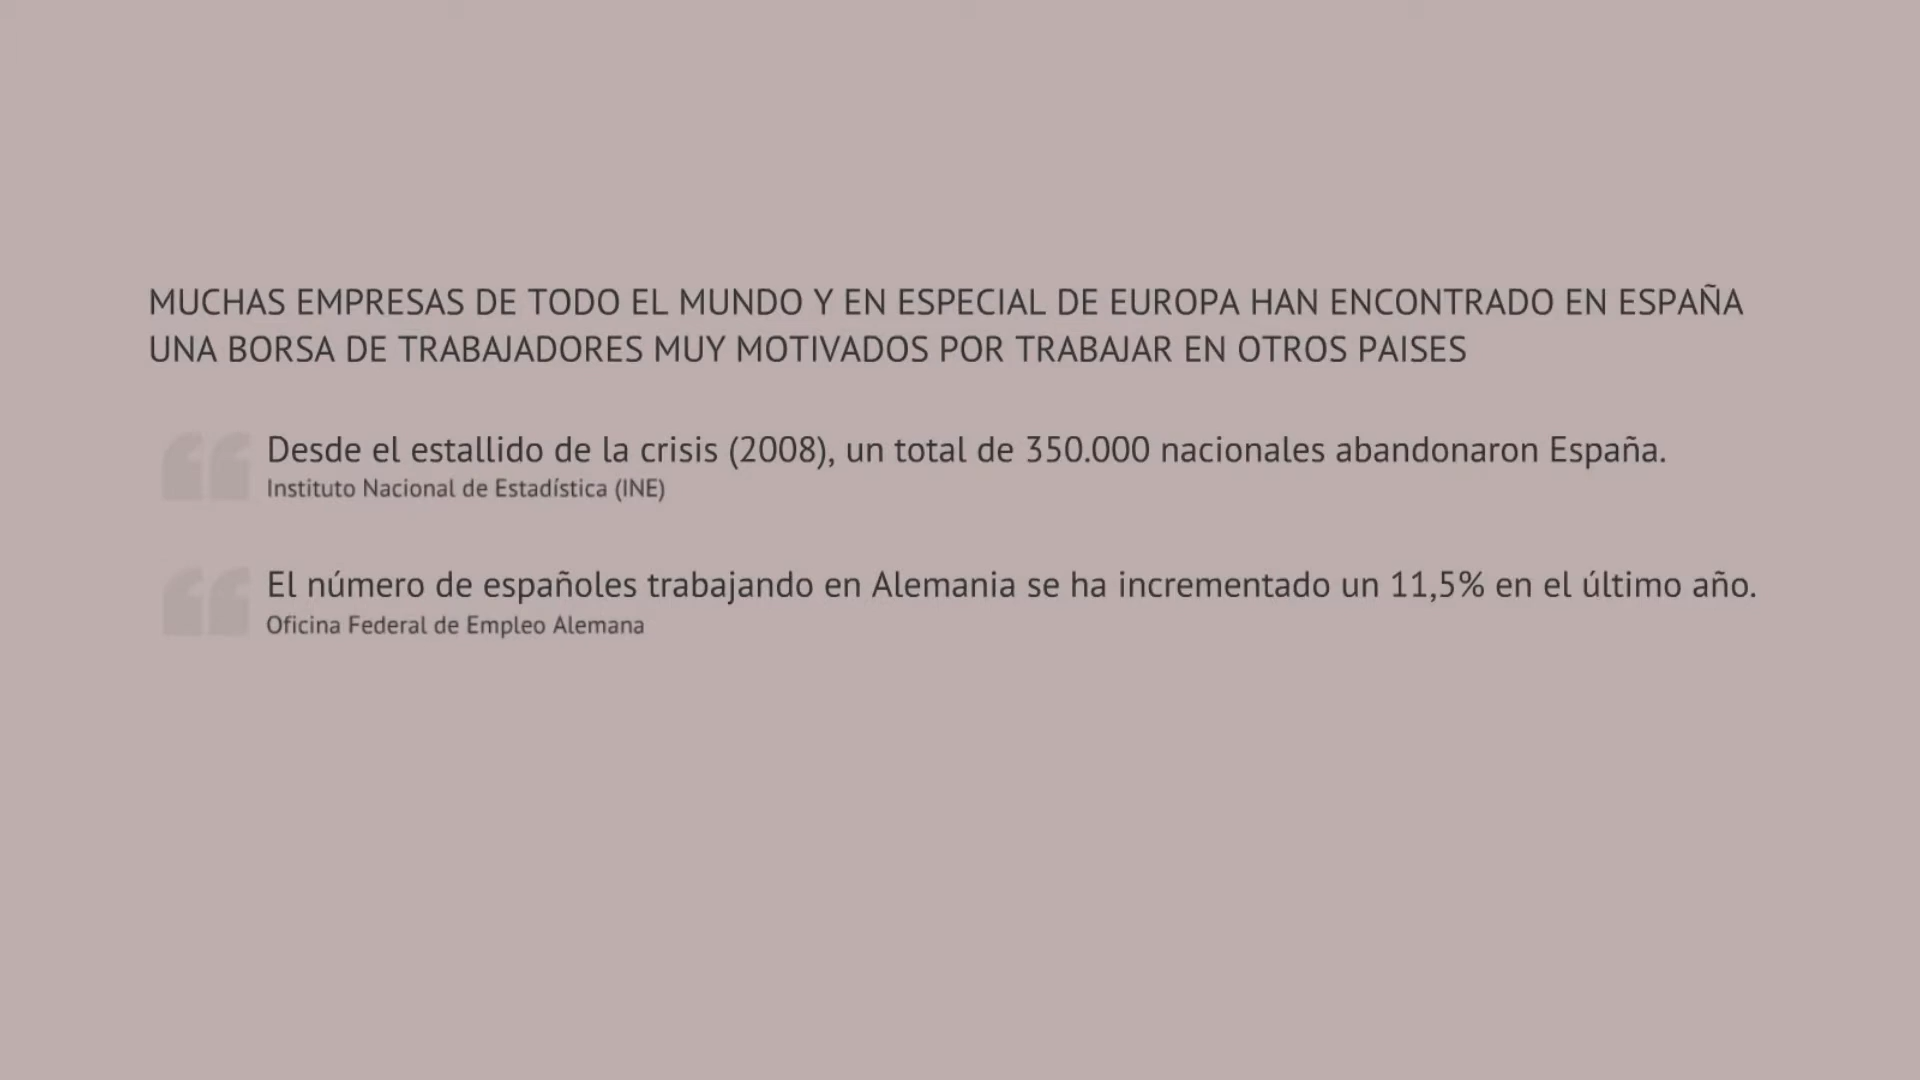 MUCHAS EMPRESAS DE TODO EL MUNDO Y EN ESPECIAL DE EUROPA HAN ENCONTRADO EN ESPAÑA
UNA BORSA DE TRABAJADORES MUY MOTIVADOS POR TRABAJAR EN OTROS PAISES
Desde el estallido de la crisis (2008), un total de 350.000 nacionales abandonaron España.
Instituto Nacional de Estadística (INE)
El número de españoles trabajando en Alemania se ha incrementado un 11,5% en el último año.
Oficina Federal de Empleo Alemana